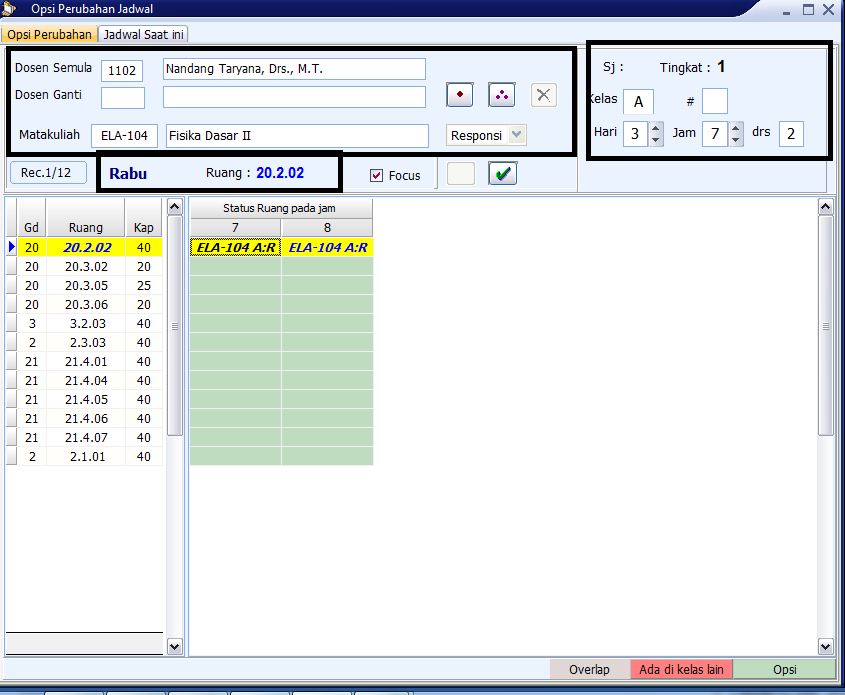 Opsi Perubahan Jadwal
Opsi Perubahan Jadwal Saat ini
Dosen Semula 1102 Nandang Taryana, Drs., M.T.
Dosen Ganti
Matakuliah ELA-104 Fisika Dasar II Responsi
Sj : Tingkat : 1
Kelas A #
Hari 3 Jam 7 drs 2
Rec.1/12 Rabu Ruang : 20.2.02 Focus
Status Ruang pada jam
Gd Ruang Kap 7 8
20 20.2.02 40 ELA-104 A:R ELA-104 A:R
20 20.3.02 20
20 20.3.05 25
20 20.3.06 20
3 3.2.03 40
2 2.3.03 40
21 21.4.01 40
21 21.4.04 40
21 21.4.05 40
21 21.4.06 40
21 21.4.07 40
2 2.1.01 40
Overlap Ada di kelas lain Opsi